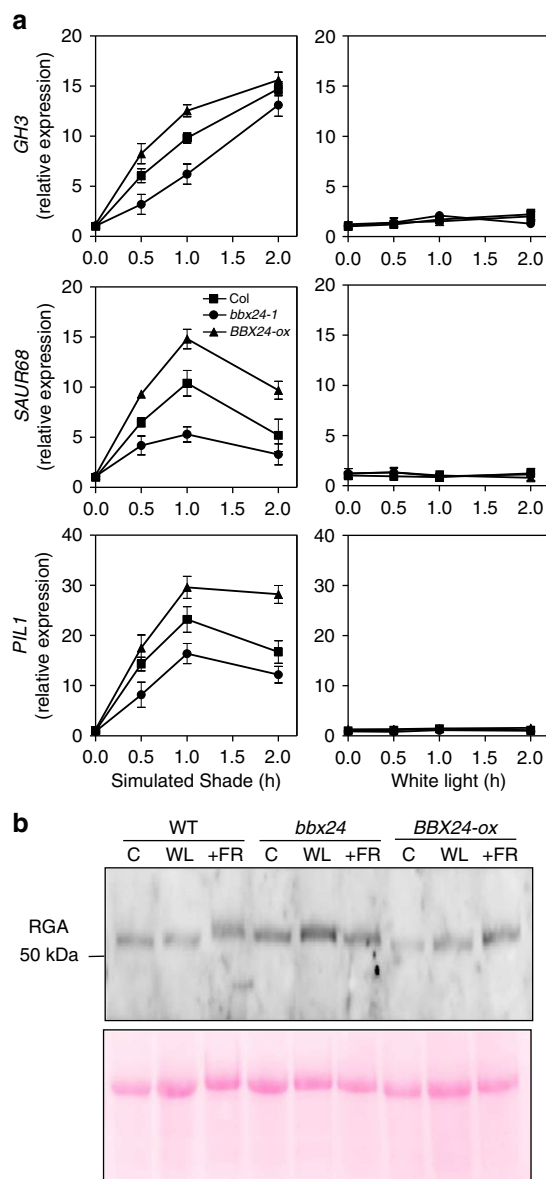 a
GH3
(relative expression)
20
15
10
5
0
0.0 0.5 1.0 1.5 2.0
20
15
10
5
0
0.0 0.5 1.0 1.5 2.0
SAUR68
(relative expression)
20
15
10
5
0
0.0 0.5 1.0 1.5 2.0
Col
bbx24-1
BBX24-ox
20
15
10
5
0
0.0 0.5 1.0 1.5 2.0
PIL1
(relative expression)
40
30
20
10
0
0.0 0.5 1.0 1.5 2.0
Simulated Shade (h)
40
30
20
10
0
0.0 0.5 1.0 1.5 2.0
White light (h)
b
WT bbx24 BBX24-ox
C WL +FR C WL +FR C WL +FR
RGA
50 kDa